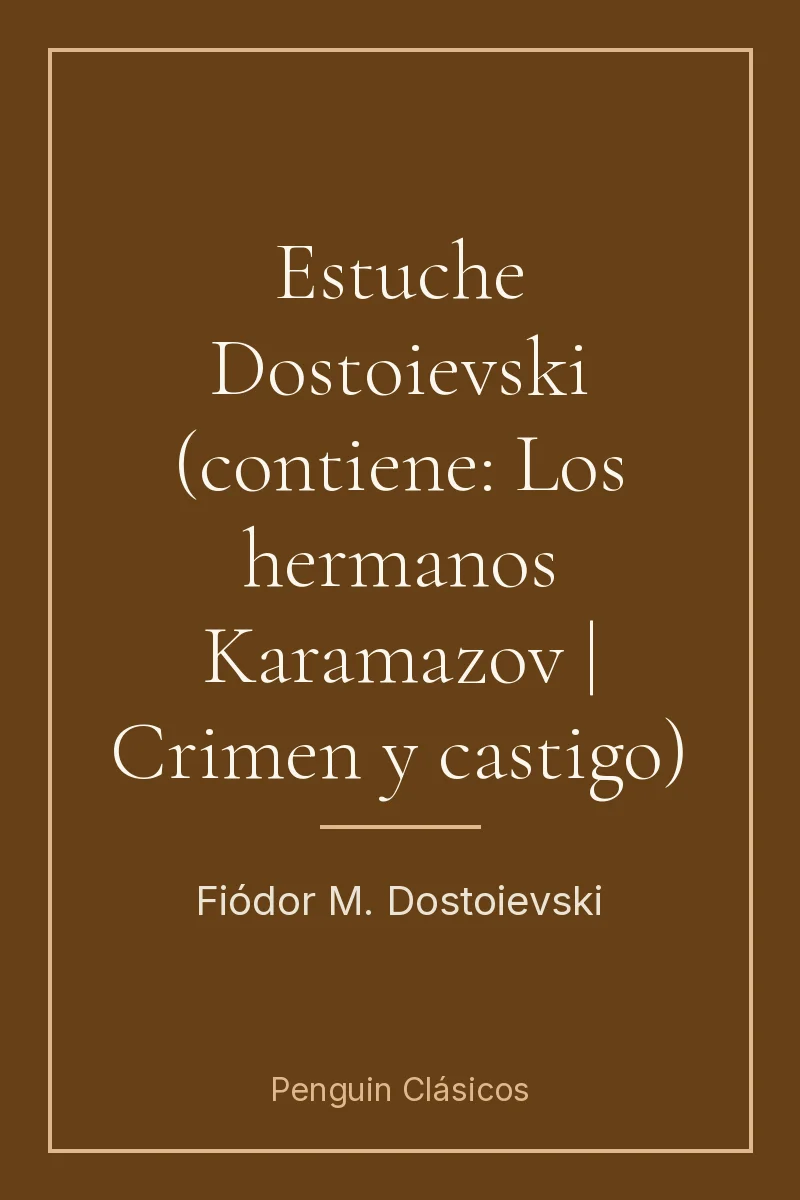 Estuche
Dostoievski
(contiene: Los
hermanos
Karamazov |
Crimen y castigo)
Fiódor M. Dostoievski
Penguin Clásicos